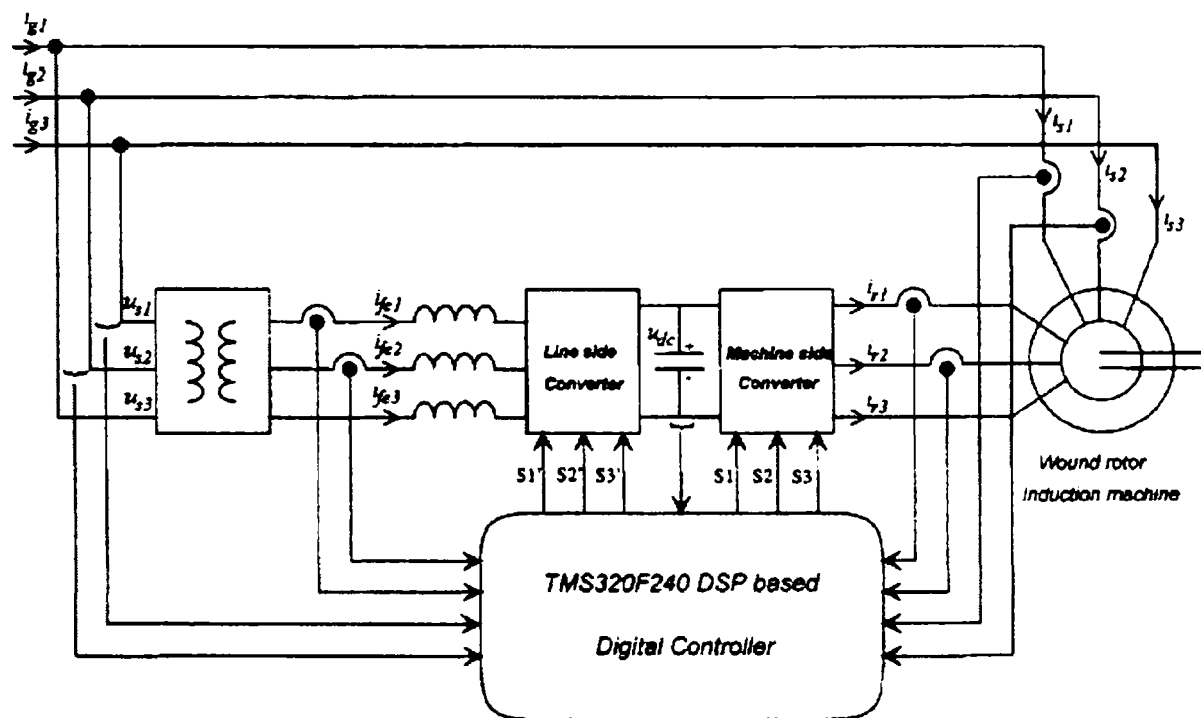 ig1
ig2
ig3
is1
is2
is3
us1
us2
us3
ife1
ife2
ife3
Line side
Converter
udc
+
-
Machine side
Converter
ir1
ir2
ir3
S1' S2' S3'
S1 S2 S3
Wound rotor
Induction machine
TMS320F240 DSP based
Digital Controller